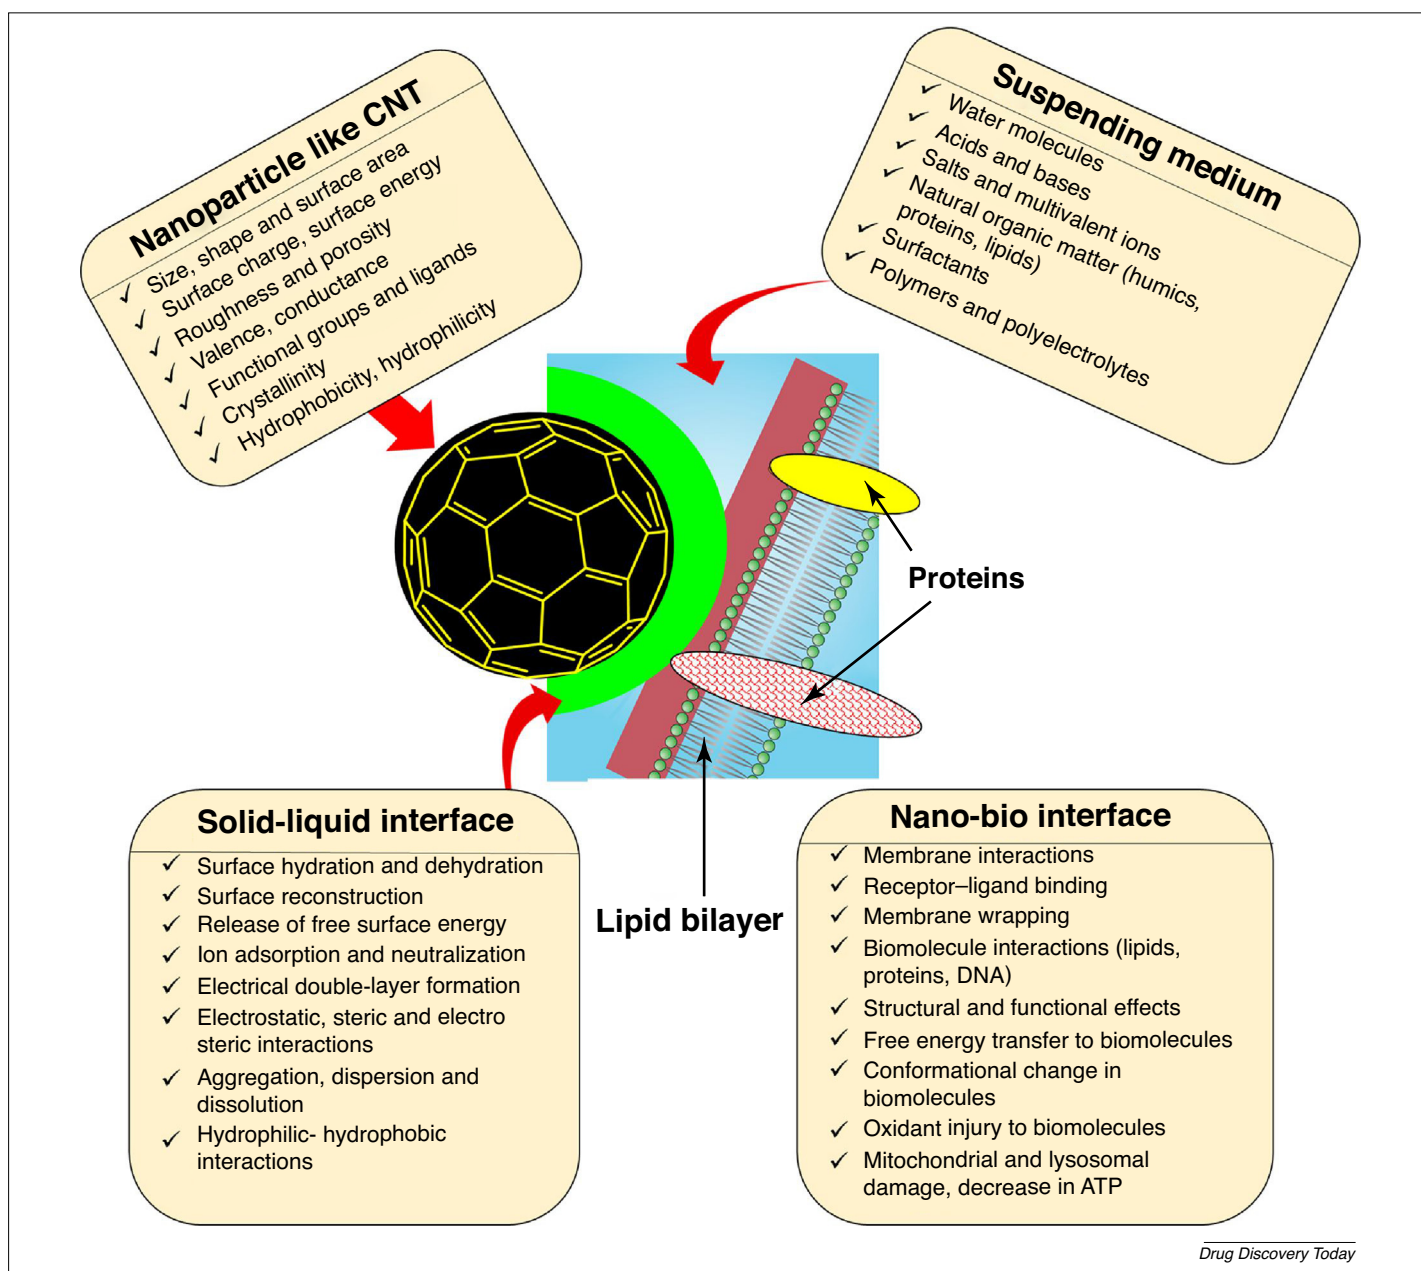 Nanoparticle like CNT
✓ Size, shape and surface area
✓ Surface charge, surface energy
✓ Roughness and porosity
✓ Valence, conductance
✓ Functional groups and ligands
✓ Crystallinity
✓ Hydrophobicity, hydrophilicity
Suspending medium
✓ Water molecules
✓ Acids and bases
✓ Salts and multivalent ions
✓ Natural organic matter (humics,
proteins, lipids)
✓ Surfactants
✓ Polymers and polyelectrolytes
Proteins
Lipid bilayer
Solid-liquid interface
✓ Surface hydration and dehydration
✓ Surface reconstruction
✓ Release of free surface energy
✓ Ion adsorption and neutralization
✓ Electrical double-layer formation
✓ Electrostatic, steric and electro
steric interactions
✓ Aggregation, dispersion and
dissolution
✓ Hydrophilic- hydrophobic
interactions
Nano-bio interface
✓ Membrane interactions
✓ Receptor–ligand binding
✓ Membrane wrapping
✓ Biomolecule interactions (lipids,
proteins, DNA)
✓ Structural and functional effects
✓ Free energy transfer to biomolecules
✓ Conformational change in
biomolecules
✓ Oxidant injury to biomolecules
✓ Mitochondrial and lysosomal
damage, decrease in ATP
Drug Discovery Today